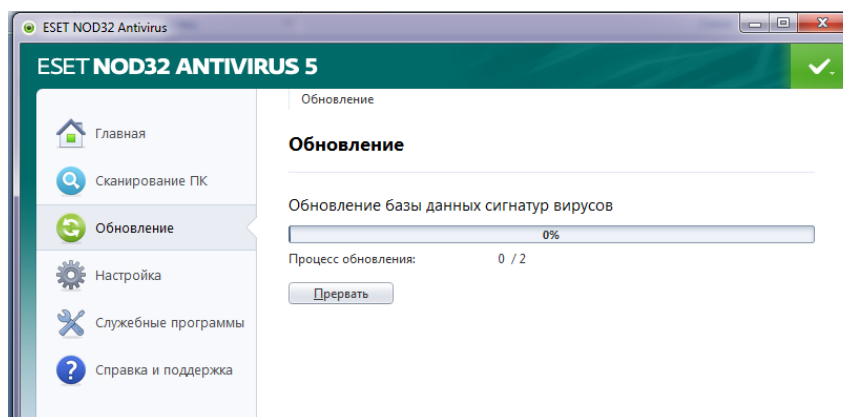 ESET NOD32 Antivirus
ESET NOD32 ANTIVIRUS 5
Обновление
Главная
Обновление
Сканирование ПК
Обновление базы данных сигнатур вирусов
Обновление
0%
Процесс обновления: 0 / 2
Настройка
Прервать
Служебные программы
Справка и поддержка